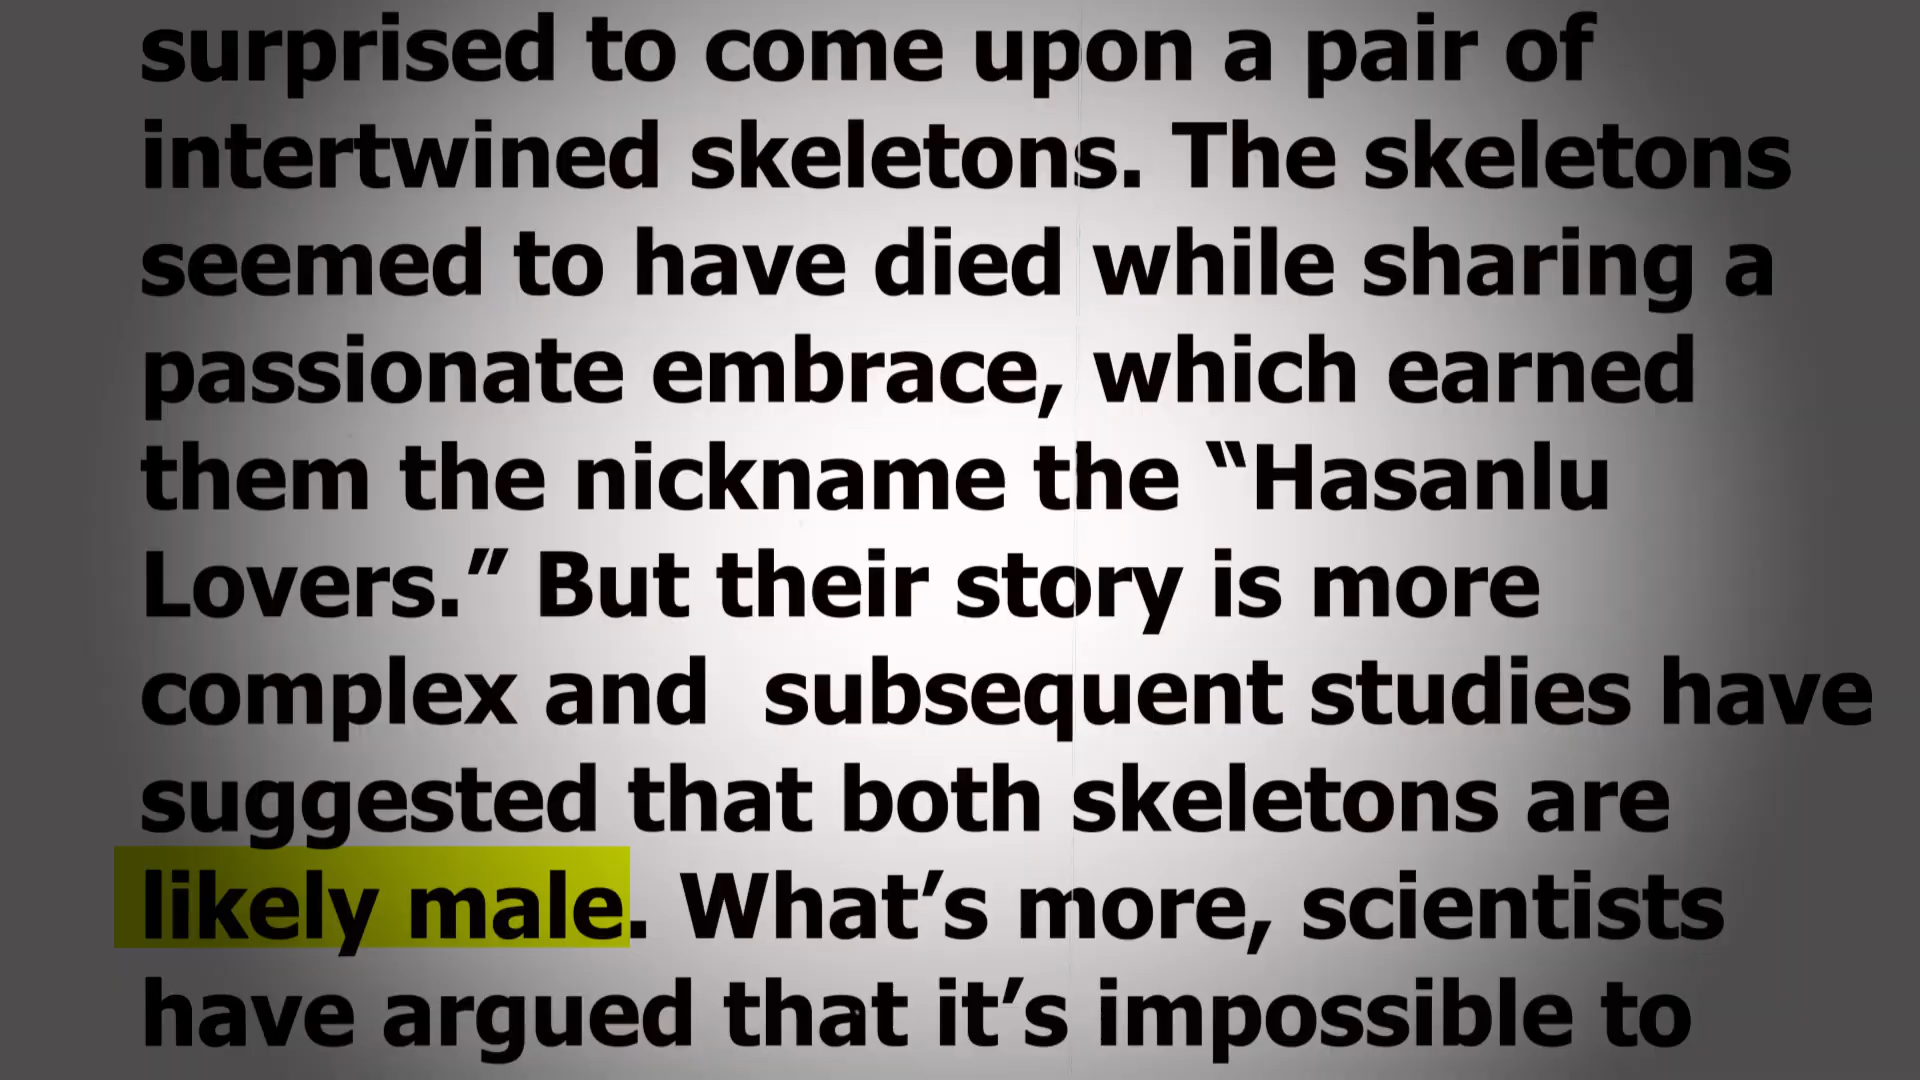 surprised to come upon a pair of
intertwined skeletons. The skeletons
seemed to have died while sharing a
passionate embrace, which earned
them the nickname the “Hasanlu
Lovers.” But their story is more
complex and  subsequent studies have
suggested that both skeletons are
likely male. What’s more, scientists
have argued that it’s impossible to